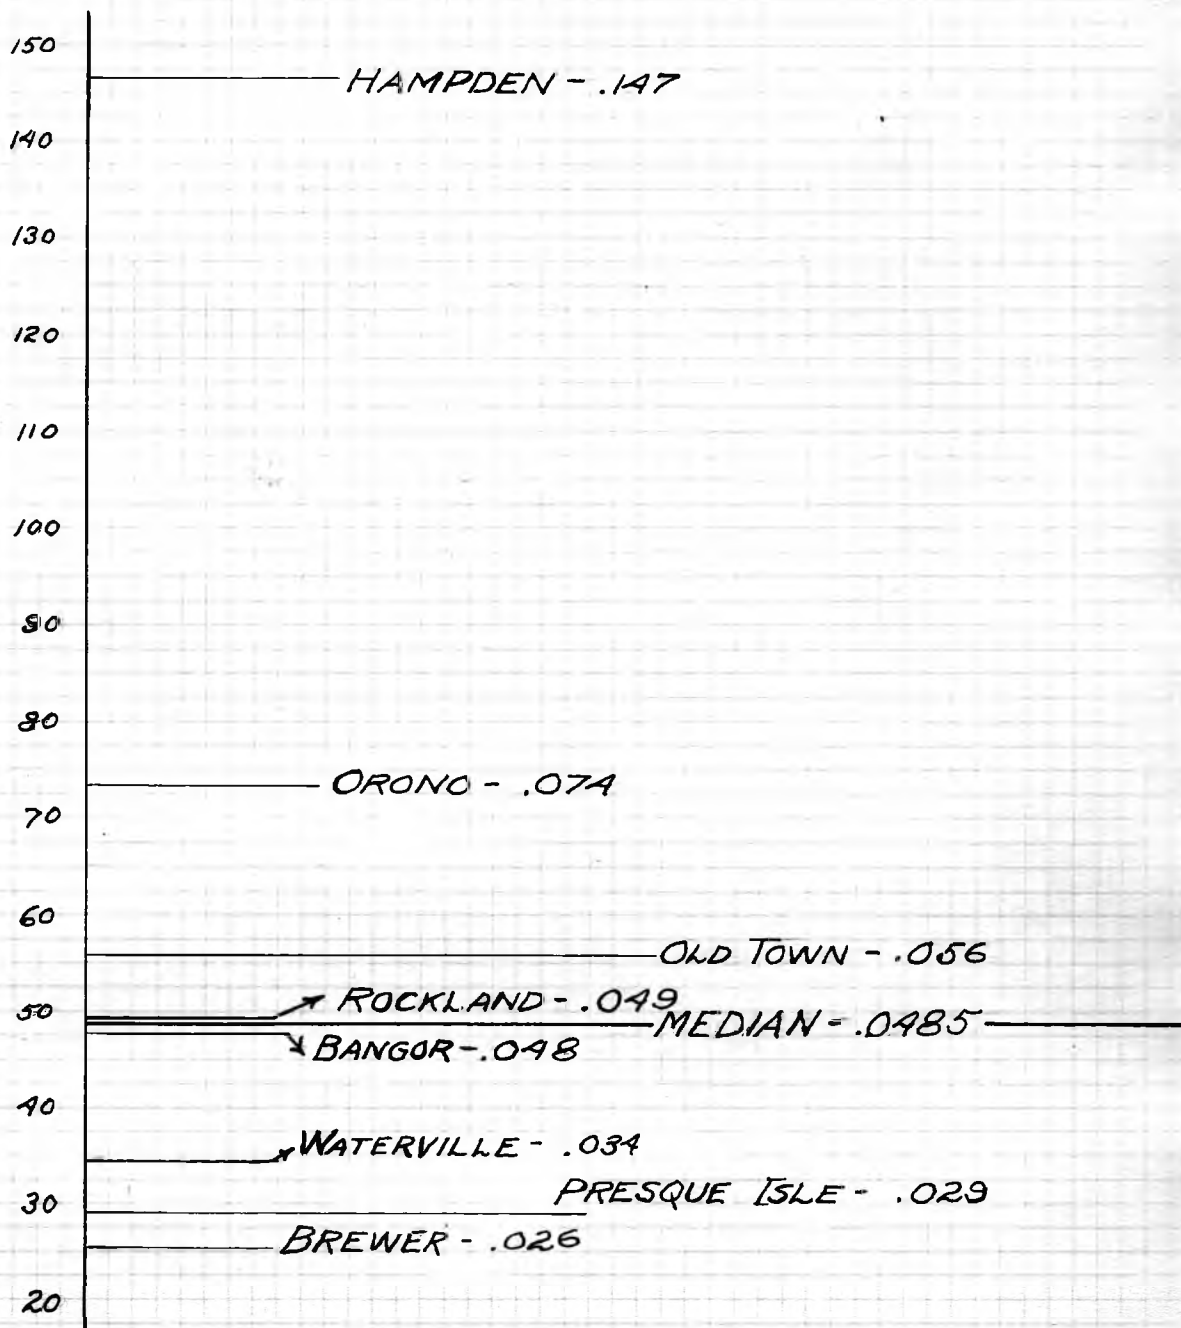 150
HAMPDEN - .147
140
130
120
110
100
90
80
ORONO - .074
70
60
OLD TOWN - .056
ROCKLAND - .049
50
MEDIAN - .0485
BANGOR - .048
40
WATERVILLE - .034
PRESQUE ISLE - .029
30
BREWER - .026
20